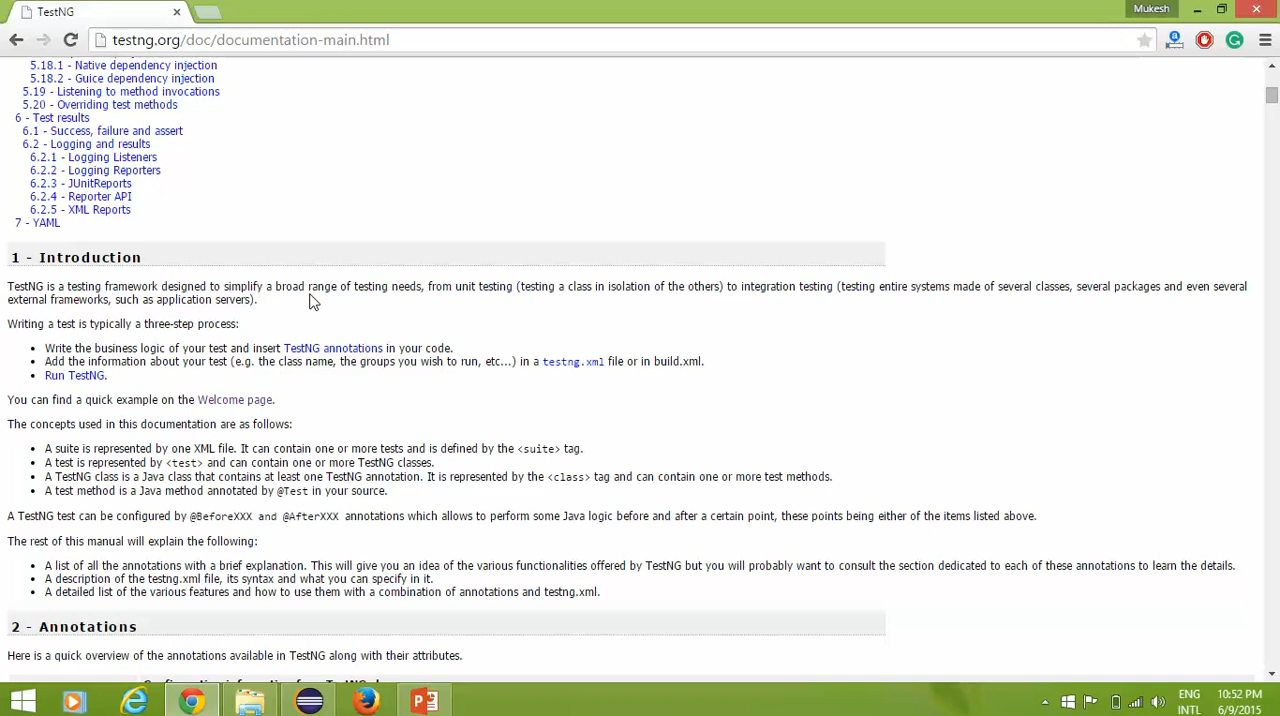 TestNG
Mukesh
testng.org/doc/documentation-main.html
5.18.1 - Native dependency injection
5.18.2 - Guice dependency injection
5.19 - Listening to method invocations
5.20 - Overriding test methods
6 - Test results
6.1 - Success, failure and assert
6.2 - Logging and results
6.2.1 - Logging Listeners
6.2.2 - Logging Reporters
6.2.3 - JUnitReports
6.2.4 - Reporter API
6.2.5 - XML Reports
7 - YAML
1 - Introduction
TestNG is a testing framework designed to simplify a broad range of testing needs, from unit testing (testing a class in isolation of the others) to integration testing (testing entire systems made of several classes, several packages and even several
external frameworks, such as application servers).
Writing a test is typically a three-step process:
• Write the business logic of your test and insert TestNG annotations in your code.
• Add the information about your test (e.g. the class name, the groups you wish to run, etc...) in a testng.xml file or in build.xml.
• Run TestNG.
You can find a quick example on the Welcome page.
The concepts used in this documentation are as follows:
• A suite is represented by one XML file. It can contain one or more tests and is defined by the <suite> tag.
• A test is represented by <test> and can contain one or more TestNG classes.
• A TestNG class is a Java class that contains at least one TestNG annotation. It is represented by the <class> tag and can contain one or more test methods.
• A test method is a Java method annotated by @Test in your source.
A TestNG test can be configured by @BeforeXXX and @AfterXXX annotations which allows to perform some Java logic before and after a certain point, these points being either of the items listed above.
The rest of this manual will explain the following:
• A list of all the annotations with a brief explanation. This will give you an idea of the various functionalities offered by TestNG but you will probably want to consult the section dedicated to each of these annotations to learn the details.
• A description of the testng.xml file, its syntax and what you can specify in it.
• A detailed list of the various features and how to use them with a combination of annotations and testng.xml.
2 - Annotations
Here is a quick overview of the annotations available in TestNG along with their attributes.
ENG 10:52 PM
INTL 6/9/2015